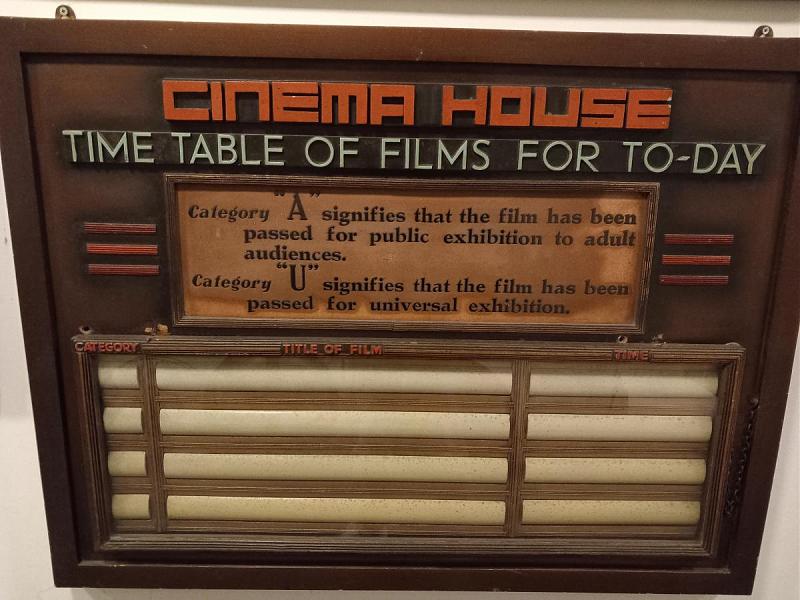 CINEMA HOUSE
TIME TABLE OF FILMS FOR TO-DAY
Category "A" signifies that the film has been
passed for public exhibition to adult
audiences.
Category "U" signifies that the film has been
passed for universal exhibition.
CATEGORY TITLE OF FILM TIME